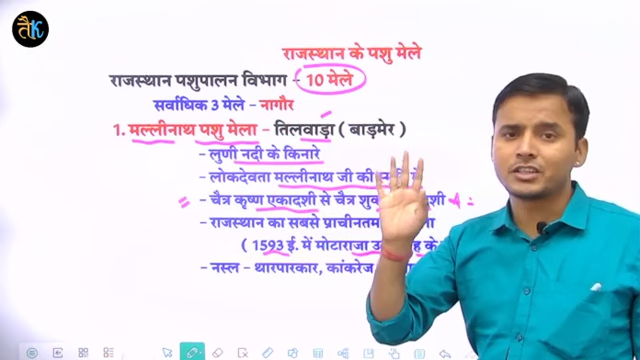 तैK
राजस्थान के पशु मेले
राजस्थान पशुपालन विभाग – 10 मेले
सर्वाधिक 3 मेले – नागौर
1. मल्लीनाथ पशु मेला – तिलवाड़ा ( बाड़मेर )
– लुणी नदी के किनारे
– लोकदेवता मल्लीनाथ जी की
– चैत्र कृष्ण एकादशी से चैत्र
– राजस्थान का सबसे
( 1593 ई. में मोटाराजा के
– नस्ल – थारपारकर, कांकरेज